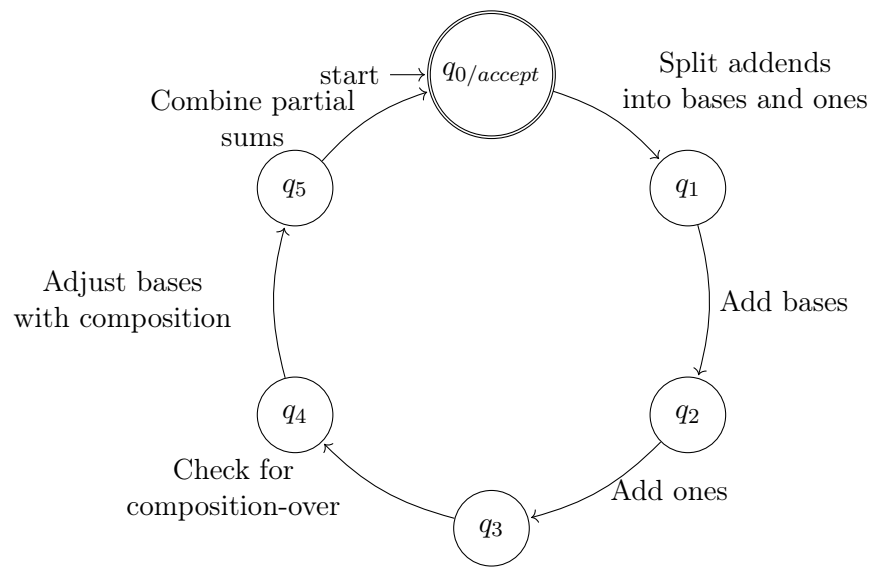 start
q0/accept
Split addends
into bases and ones
q1
Add bases
q2
Add ones
q3
Check for
composition-over
q4
Adjust bases
with composition
q5
Combine partial
sums